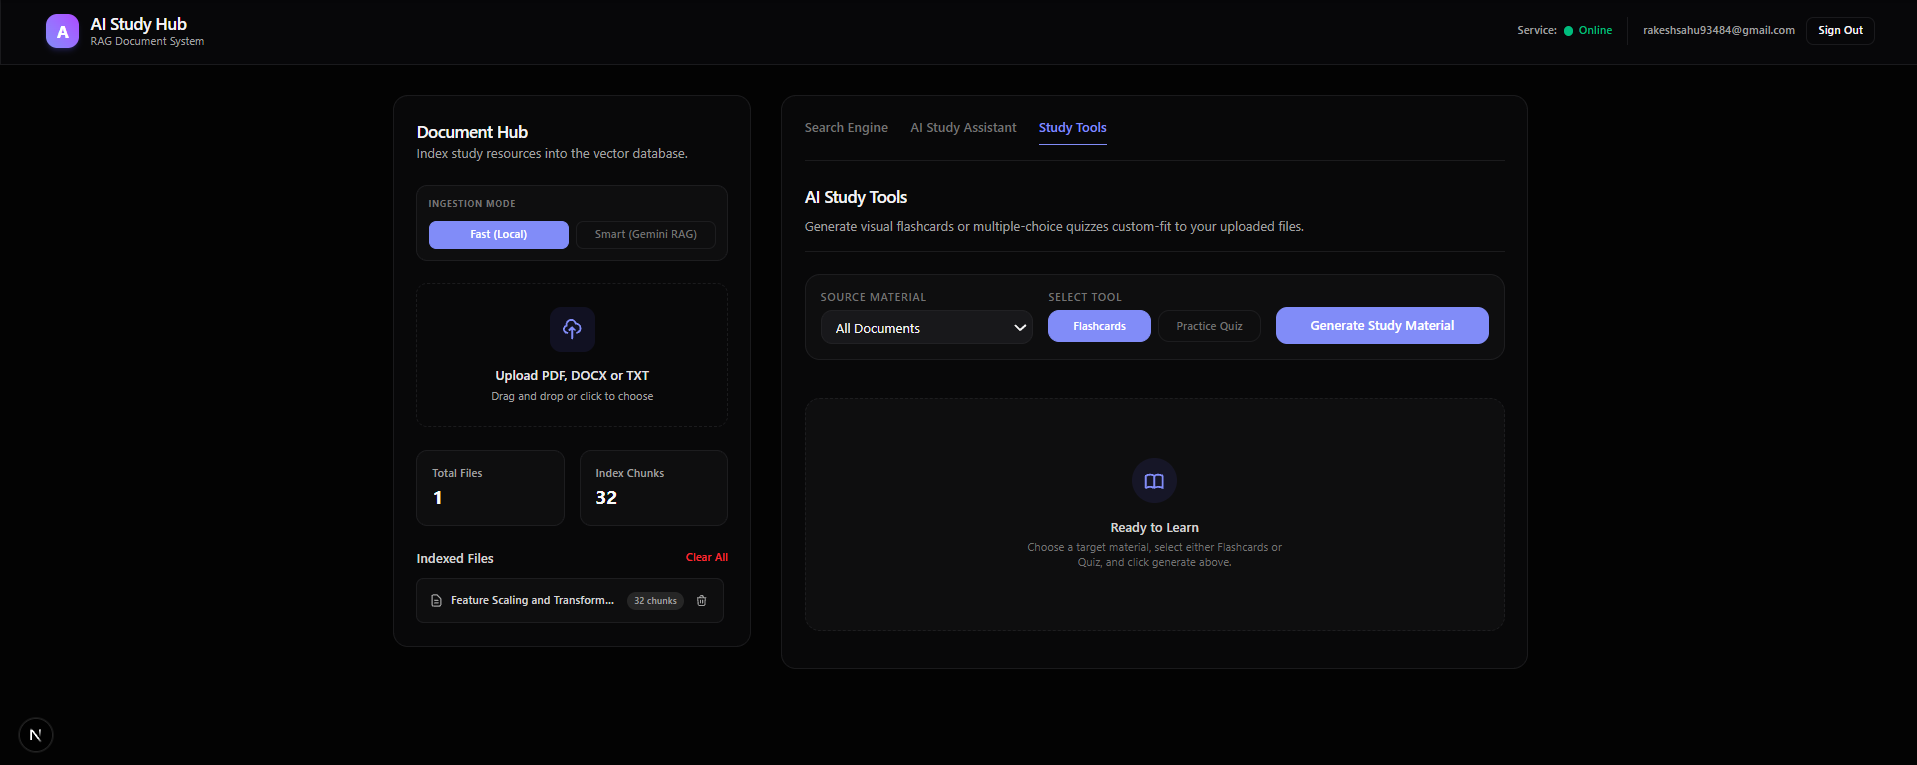 A
AI Study Hub
RAG Document System
Service: Online
rakeshsahu93484@gmail.com
Sign Out
Document Hub
Index study resources into the vector database.
INGESTION MODE
Fast (Local)
Smart (Gemini RAG)
Upload PDF, DOCX or TXT
Drag and drop or click to choose
Total Files
1
Index Chunks
32
Indexed Files
Clear All
Feature Scaling and Transform...
32 chunks
Search Engine
AI Study Assistant
Study Tools
AI Study Tools
Generate visual flashcards or multiple-choice quizzes custom-fit to your uploaded files.
SOURCE MATERIAL
All Documents
SELECT TOOL
Flashcards
Practice Quiz
Generate Study Material
Ready to Learn
Choose a target material, select either Flashcards or
Quiz, and click generate above.
N